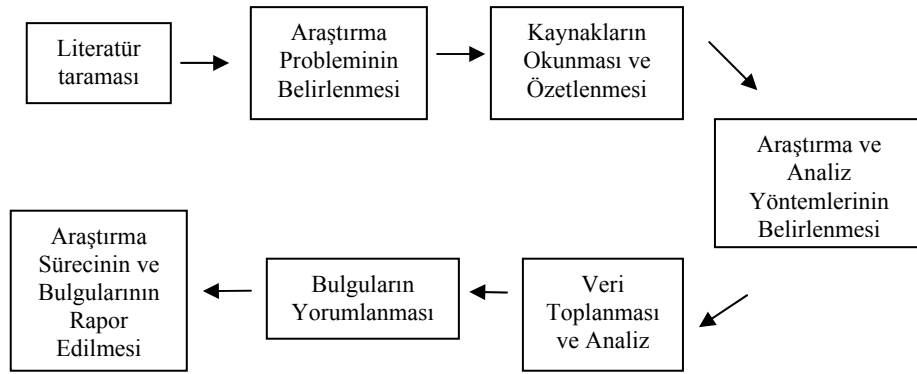 Literatür
taraması
Araştırma
Probleminin
Belirlenmesi
Kaynakların
Okunması ve
Özetlenmesi
Araştırma ve
Analiz
Yöntemlerinin
Belirlenmesi
Veri
Toplanması
ve Analiz
Bulguların
Yorumlanması
Araştırma
Sürecinin ve
Bulgularının
Rapor
Edilmesi